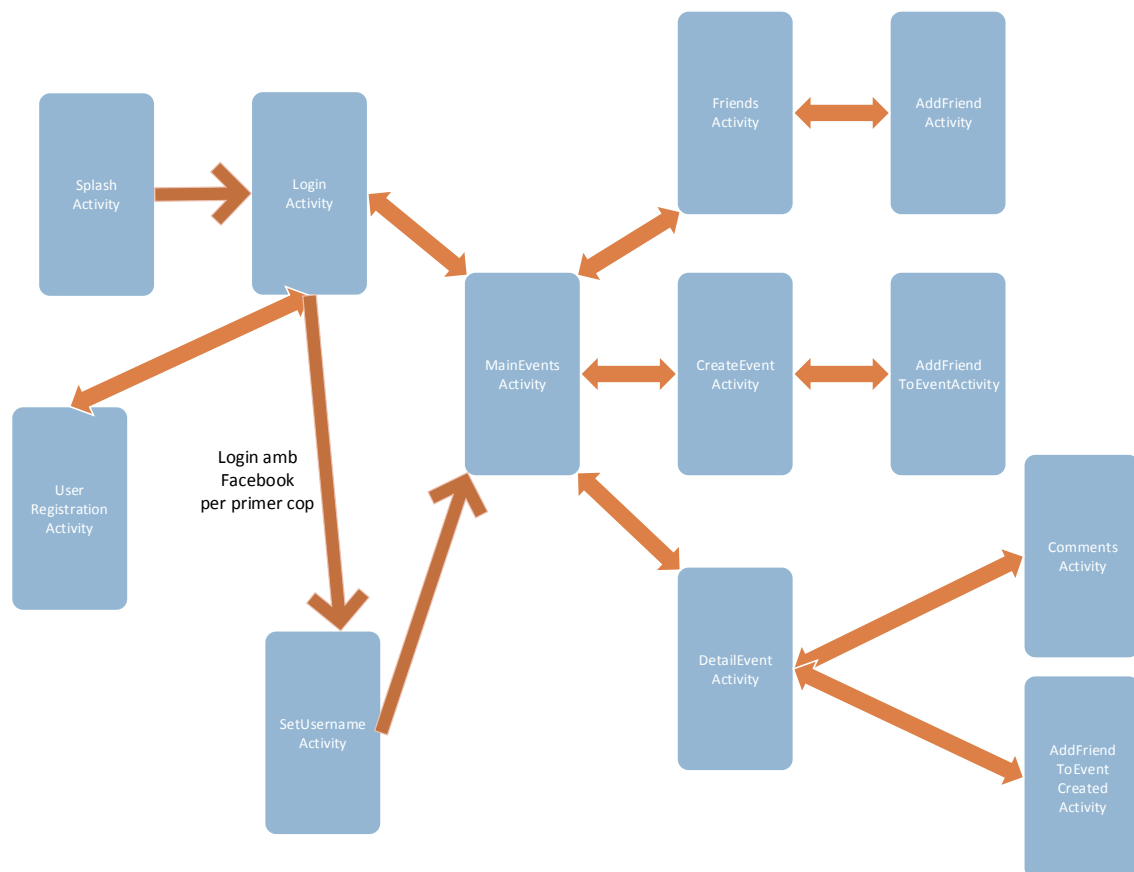 Splash
Activity
Login
Activity
Friends
Activity
AddFriend
Activity
MainEvents
Activity
CreateEvent
Activity
AddFriend
ToEventActivity
User
Registration
Activity
Login amb
Facebook
per primer cop
SetUsername
Activity
DetailEvent
Activity
Comments
Activity
AddFriend
ToEvent
Created
Activity